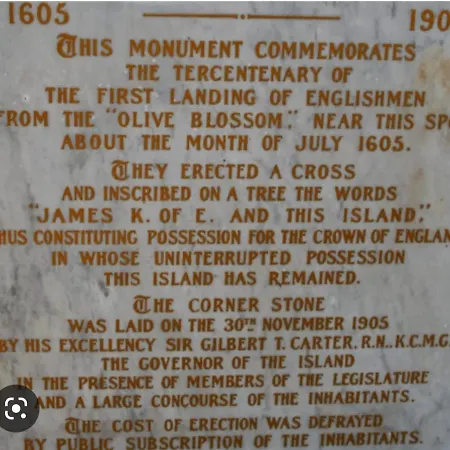 1605 190
THIS MONUMENT COMMEMORATES
THE TERCENTENARY OF
THE FIRST LANDING OF ENGLISHMEN
FROM THE "OLIVE BLOSSOM," NEAR THIS SPO
ABOUT THE MONTH OF JULY 1605.
THEY ERECTED A CROSS
AND INSCRIBED ON A TREE THE WORDS
"JAMES K. OF E. AND THIS ISLAND,"
HUS CONSTITUTING POSSESSION FOR THE CROWN OF ENGLAN
IN WHOSE UNINTERRUPTED POSSESSION
THIS ISLAND HAS REMAINED.
THE CORNER STONE
WAS LAID ON THE 30TH NOVEMBER 1905
BY HIS EXCELLENCY SIR GILBERT T. CARTER. R.N., K.C.M.G
THE GOVERNOR OF THE ISLAND
IN THE PRESENCE OF MEMBERS OF THE LEGISLATURE
AND A LARGE CONCOURSE OF THE INHABITANTS.
THE COST OF ERECTION WAS DEFRAYED
BY PUBLIC SUBSCRIPTION OF THE INHABITANTS.